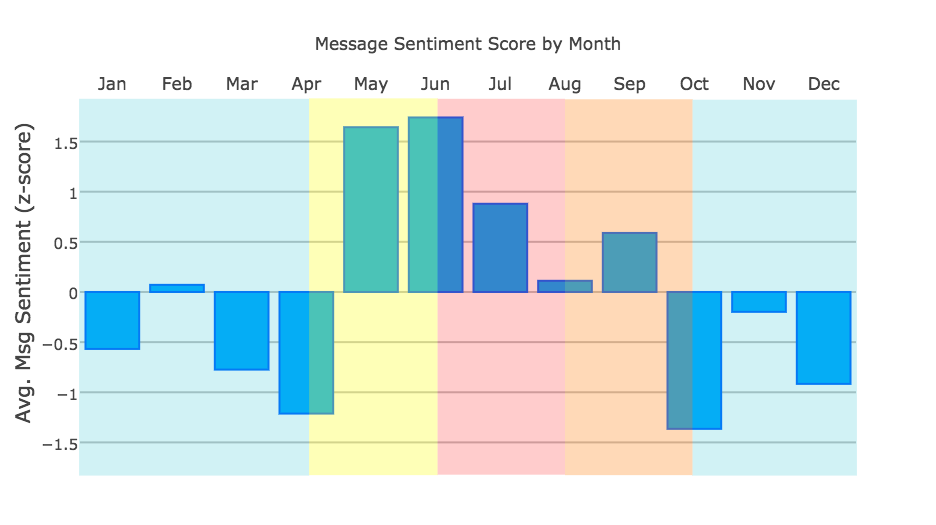 Message Sentiment Score by Month
Jan Feb Mar Apr May Jun Jul Aug Sep Oct Nov Dec
Avg. Msg Sentiment (z-score)
1.5
1
0.5
0
−0.5
−1
−1.5